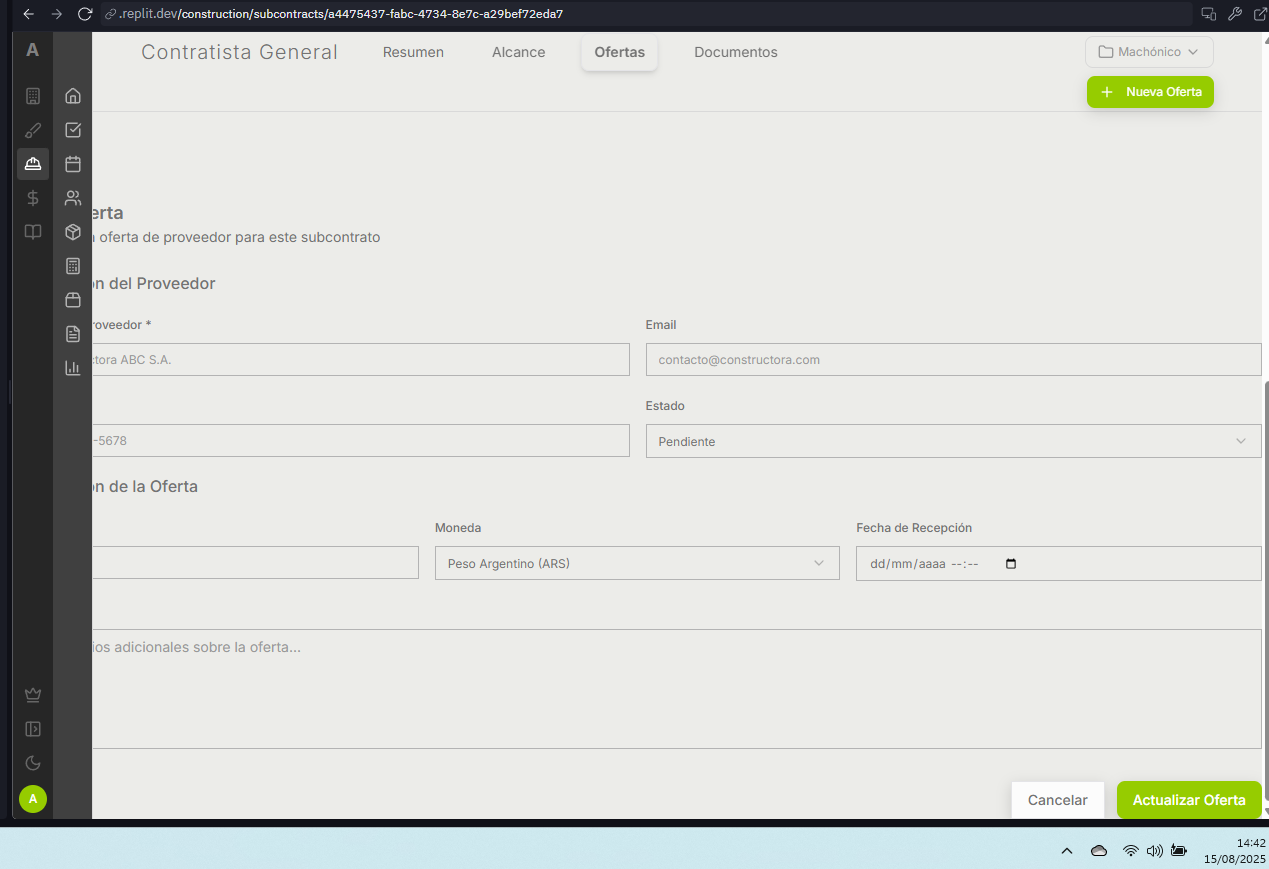 .replit.dev/construction/subcontracts/a4475437-fabc-4734-8e7c-a29bef72eda7
A
Contratista General
Resumen
Alcance
Ofertas
Documentos
Machónico
+ Nueva Oferta
erta
oferta de proveedor para este subcontrato
ón del Proveedor
roveedor *
Email
ctora ABC S.A.
contacto@constructora.com
Estado
-5678
Pendiente
ón de la Oferta
Moneda
Fecha de Recepción
Peso Argentino (ARS)
dd/mm/aaaa --:--
ios adicionales sobre la oferta...
A
Cancelar
Actualizar Oferta
14:42
15/08/2025